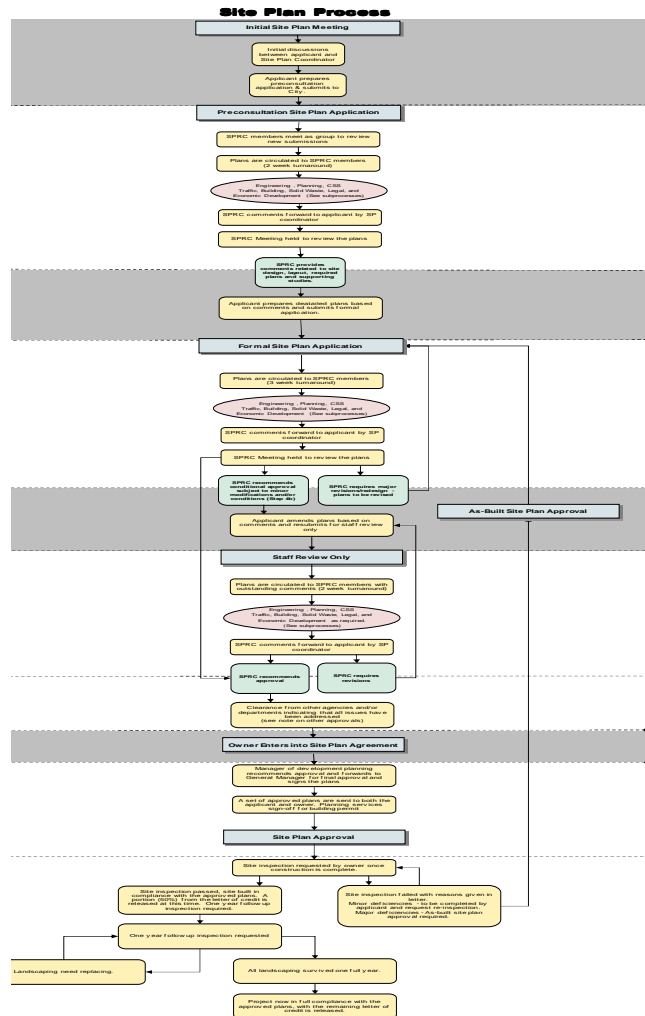 Site Plan Process
Initial Site Plan Meeting
Initial discussions
between applicant and
Site Plan Coordinator
Applicant prepares
preconsultation
application & submits to
City.
Preconsultation Site Plan Application
SPRC members meet as group to review
new submissions
Plans are circulated to SPRC members
(2 week turnaround)
Engineering , Planning, CSS
Traffic, Building, Solid Waste, Legal, and
Economic Development (See subprocesses)
SPRC comments forward to applicant by SP
coordinator
SPRC Meeting held to review the plans
SPRC provides
comments related to site
design, layout, required
plans and supporting
studies.
Applicant prepares deatailed plans based
on comments and submits formal
application.
Formal Site Plan Application
Plans are circulated to SPRC members
(3 week turnaround)
Engineering , Planning, CSS
Traffic, Building, Solid Waste, Legal, and
Economic Development (See subprocesses)
SPRC comments forward to applicant by SP
coordinator
SPRC Meeting held to review the plans
SPRC recommends
conditional approval
subject to minor
modifications and/or
conditions (Step 4b)
SPRC requires major
revisions/redesign -
plans to be revised
As-Built Site Plan Approval
Applicant amends plans based on
comments and resubmits for staff review
only
Staff Review Only
Plans are circulated to SPRC members with
outstanding comments (2 week turnaround)
Engineering , Planning, CSS
Traffic, Building, Solid Waste, Legal, and
Economic Development as required.
(See subprocesses)
SPRC comments forward to applicant by SP
coordinator
SPRC recommends
approval
SPRC requires
revisions
Clearance from other agencies and/or
departments indicating that all issues have
been addressed
(see note on other approvals)
Owner Enters into Site Plan Agreement
Manager of development planning
recommends approval and forwards to
General Manager for final approval and
signs the plans
A set of approved plans are sent to both the
applicant and owner. Planning services
sign-off for building permit
Site Plan Approval
Site inspection requested by owner once
construction is complete.
Site inspection passed, site built in
compliance with the approved plans. A
portion (50%) from the letter of credit is
released at this time. One year follow up
inspection required.
Site inspection failed with reasons given in
letter.
Minor deficiencies - to be completed by
applicant and request re-inspection.
Major deficiencies - As-built site plan
approval required.
One year follow up inspection requested
Landscaping need replacing.
All landscaping survived one full year.
Project now in full compliance with the
approved plans, with the remaining letter of
credit is released.